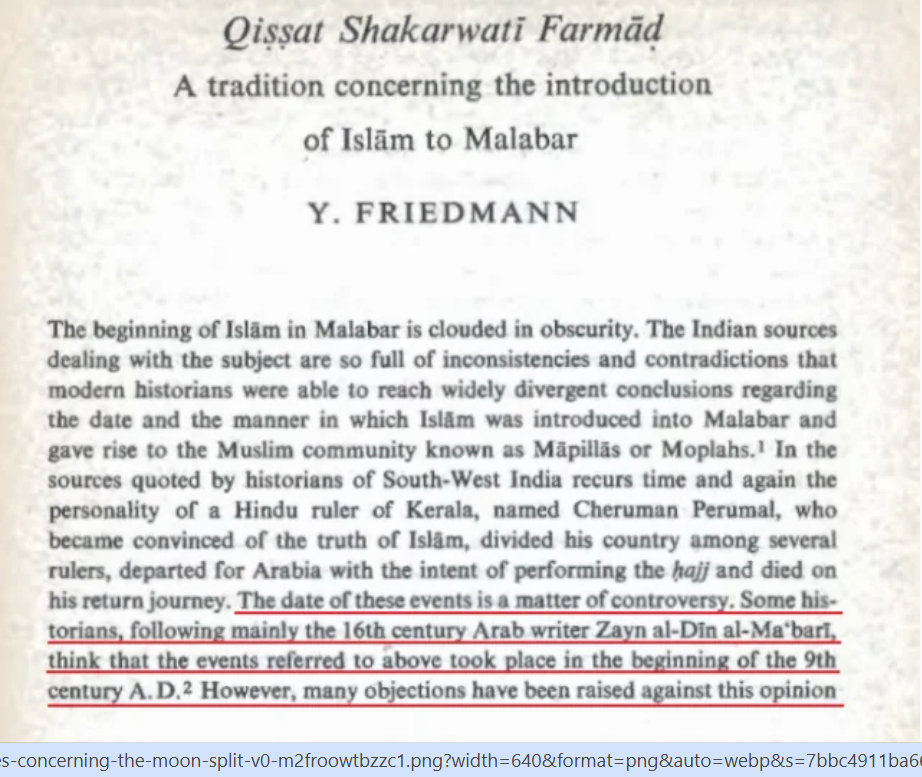 Qiṣṣat Shakarwatī Farmāḍ
A tradition concerning the introduction
of Islām to Malabar
Y. FRIEDMANN
The beginning of Islām in Malabar is clouded in obscurity. The Indian sources
dealing with the subject are so full of inconsistencies and contradictions that
modern historians were able to reach widely divergent conclusions regarding
the date and the manner in which Islām was introduced into Malabar and
gave rise to the Muslim community known as Māpillās or Moplahs.¹ In the
sources quoted by historians of South-West India recurs time and again the
personality of a Hindu ruler of Kerala, named Cheruman Perumal, who
became convinced of the truth of Islām, divided his country among several
rulers, departed for Arabia with the intent of performing the ḥajj and died on
his return journey. The date of these events is a matter of controversy. Some his-
torians, following mainly the 16th century Arab writer Zayn al-Dīn al-Ma‘barī,
think that the events referred to above took place in the beginning of the 9th
century A.D.² However, many objections have been raised against this opinion
es-concerning-the-moon-split-v0-m2froowtbzzc1.png?width=640&format=png&auto=webp&s=7bbc4911ba6